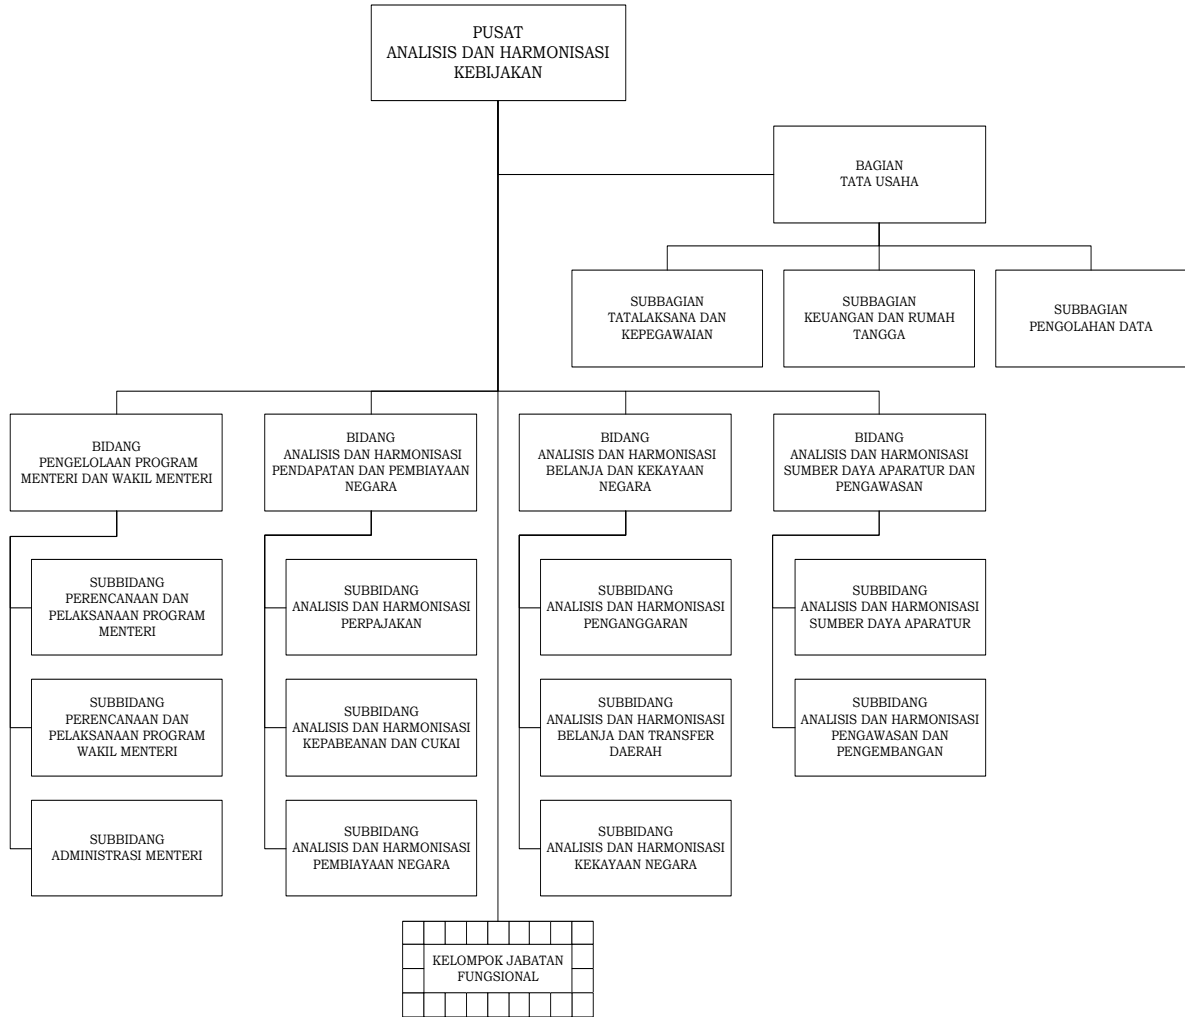 PUSAT
ANALISIS DAN HARMONISASI
KEBIJAKAN
BAGIAN
TATA USAHA
SUBBAGIAN
TATALAKSANA DAN
KEPEGAWAIAN
SUBBAGIAN
KEUANGAN DAN RUMAH
TANGGA
SUBBAGIAN
PENGOLAHAN DATA
BIDANG
PENGELOLAAN PROGRAM
MENTERI DAN WAKIL MENTERI
BIDANG
ANALISIS DAN HARMONISASI
PENDAPATAN DAN PEMBIAYAAN
NEGARA
BIDANG
ANALISIS DAN HARMONISASI
BELANJA DAN KEKAYAAN
NEGARA
BIDANG
ANALISIS DAN HARMONISASI
SUMBER DAYA APARATUR DAN
PENGAWASAN
SUBBIDANG
PERENCANAAN DAN
PELAKSANAAN PROGRAM
MENTERI
SUBBIDANG
ANALISIS DAN HARMONISASI
PERPAJAKAN
SUBBIDANG
ANALISIS DAN HARMONISASI
PENGANGGARAN
SUBBIDANG
ANALISIS DAN HARMONISASI
SUMBER DAYA APARATUR
SUBBIDANG
PERENCANAAN DAN
PELAKSANAAN PROGRAM
WAKIL MENTERI
SUBBIDANG
ANALISIS DAN HARMONISASI
KEPABEANAN DAN CUKAI
SUBBIDANG
ANALISIS DAN HARMONISASI
BELANJA DAN TRANSFER
DAERAH
SUBBIDANG
ANALISIS DAN HARMONISASI
PENGAWASAN DAN
PENGEMBANGAN
SUBBIDANG
ADMINISTRASI MENTERI
SUBBIDANG
ANALISIS DAN HARMONISASI
PEMBIAYAAN NEGARA
SUBBIDANG
ANALISIS DAN HARMONISASI
KEKAYAAN NEGARA
KELOMPOK JABATAN
FUNGSIONAL